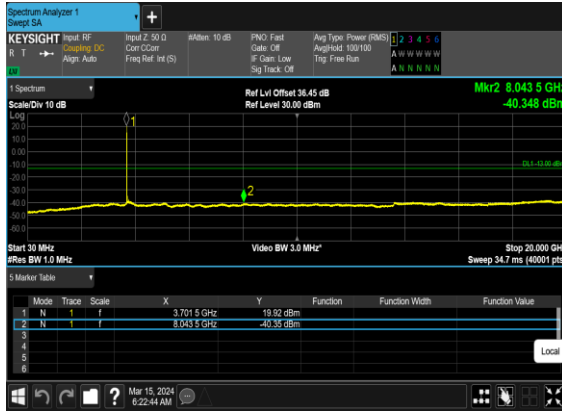 Spectrum Analyzer 1
Swept SA
+
KEYSIGHT Input: RF Input Z: 50 Ω #Atten: 10 dB PNO: Fast Avg Type: Power (RMS) 1 2 3 4 5 6
R T Coupling: DC Corr CCorr Gate: Off Avg|Hold: 100/100 A W W W W W
Align: Auto Freq Ref: Int (S) IF Gain: Low Trig: Free Run
LXI Sig Track: Off A N N N N N
1 Spectrum Ref Lvl Offset 36.45 dB Mkr2 8.043 5 GHz
Scale/Div 10 dB Ref Level 30.00 dBm -40.348 dBm
Log
20.0
10.0
0.00
-10.0
-20.0
-30.0
-40.0
-50.0
-60.0
1
DL1 -13.00 dBm
2
Start 30 MHz Video BW 3.0 MHz* Stop 20.000 GHz
#Res BW 1.0 MHz Sweep 34.7 ms (40001 pts)
5 Marker Table
Mode Trace Scale X Y Function Function Width Function Value
1 N 1 f 3.701 5 GHz 19.92 dBm
2 N 1 f 8.043 5 GHz -40.35 dBm
3
4
5
6
Local
? Mar 15, 2024
6:22:44 AM